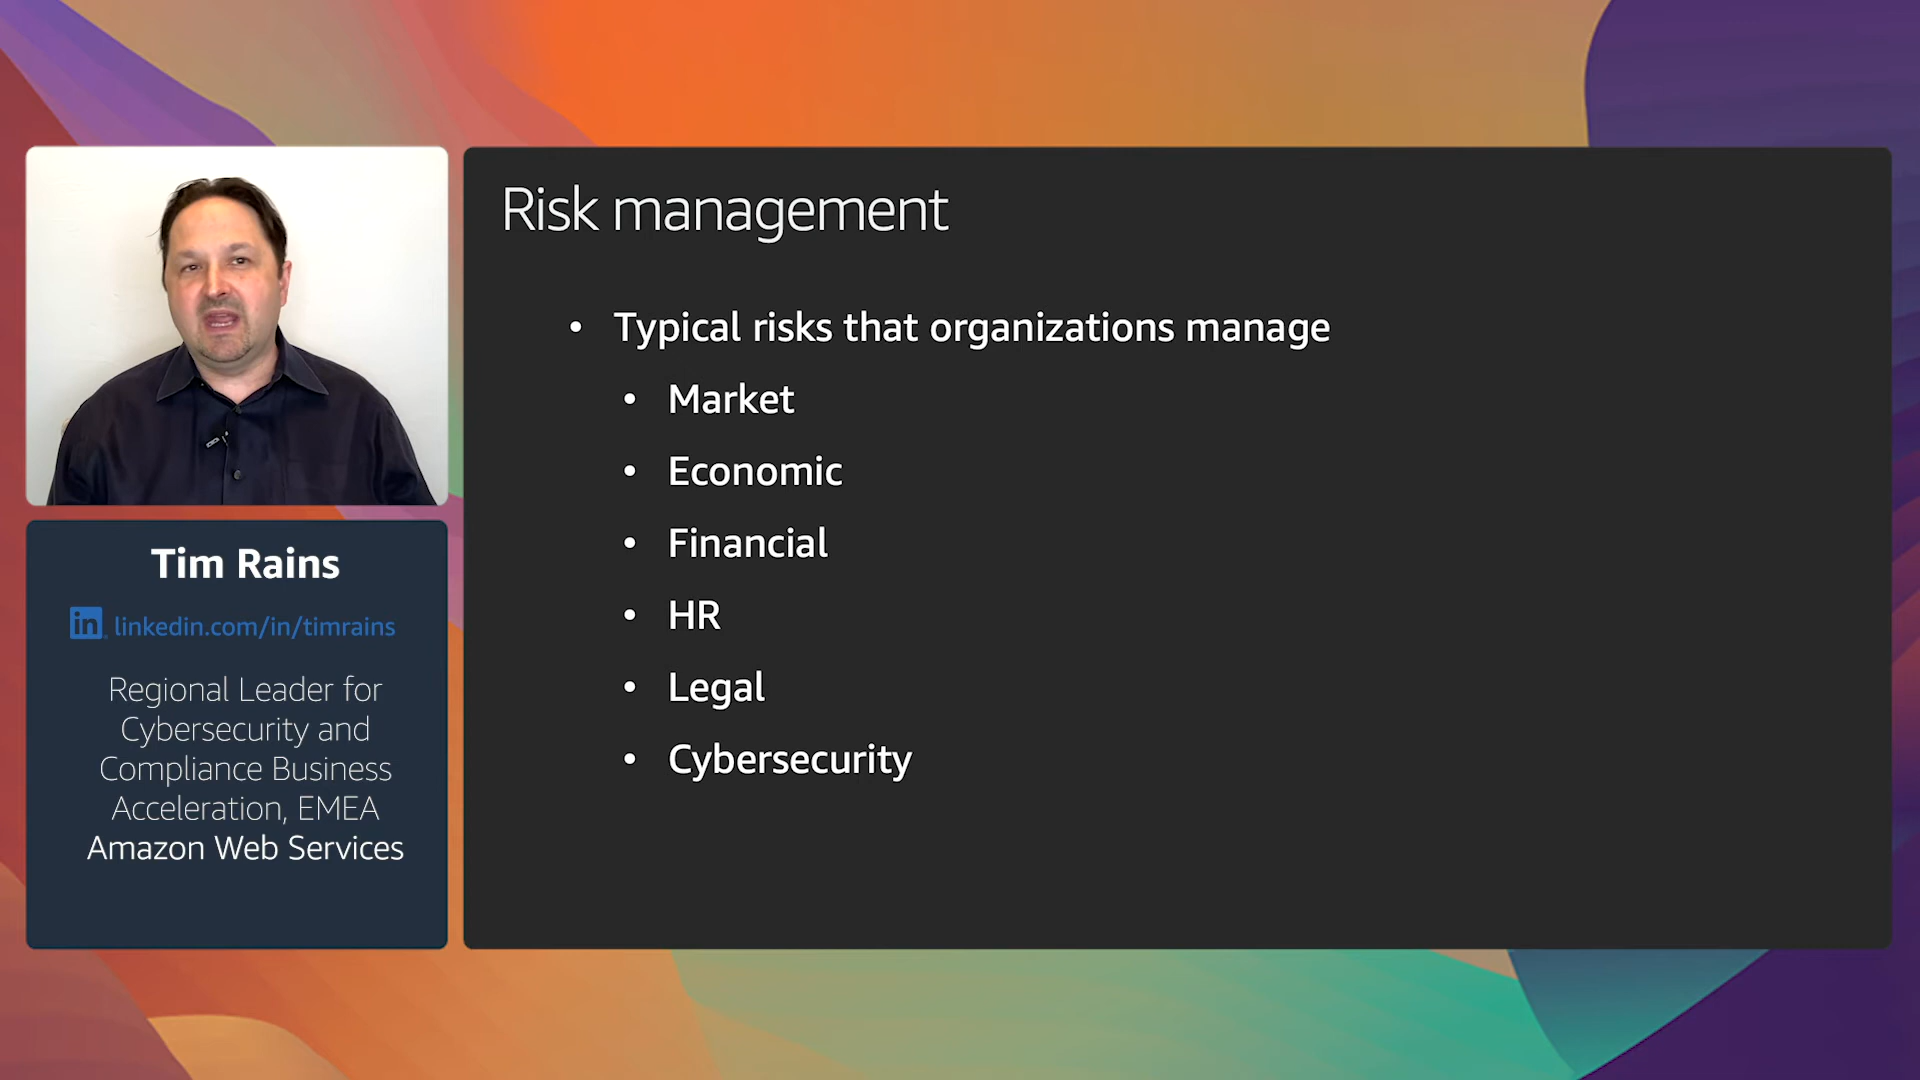 Risk management
• Typical risks that organizations manage
• Market
• Economic
• Financial
• HR
• Legal
• Cybersecurity
Tim Rains
in linkedin.com/in/timrains
Regional Leader for
Cybersecurity and
Compliance Business
Acceleration, EMEA
Amazon Web Services